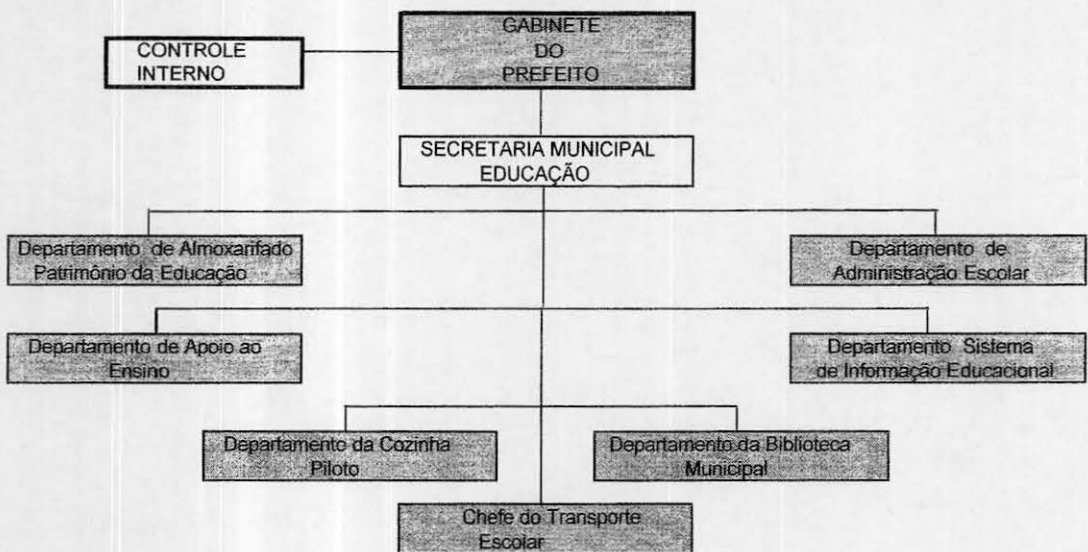 GABINETE
DO
PREFEITO
CONTROLE
INTERNO
SECRETARIA MUNICIPAL
EDUCAÇÃO
Departamento de Almoxarifado
Patrimônio da Educação
Departamento de
Administração Escolar
Departamento de Apoio ao
Ensino
Departamento Sistema
de Informação Educacional
Departamento da Cozinha
Piloto
Departamento da Biblioteca
Municipal
Chefe do Transporte
Escolar